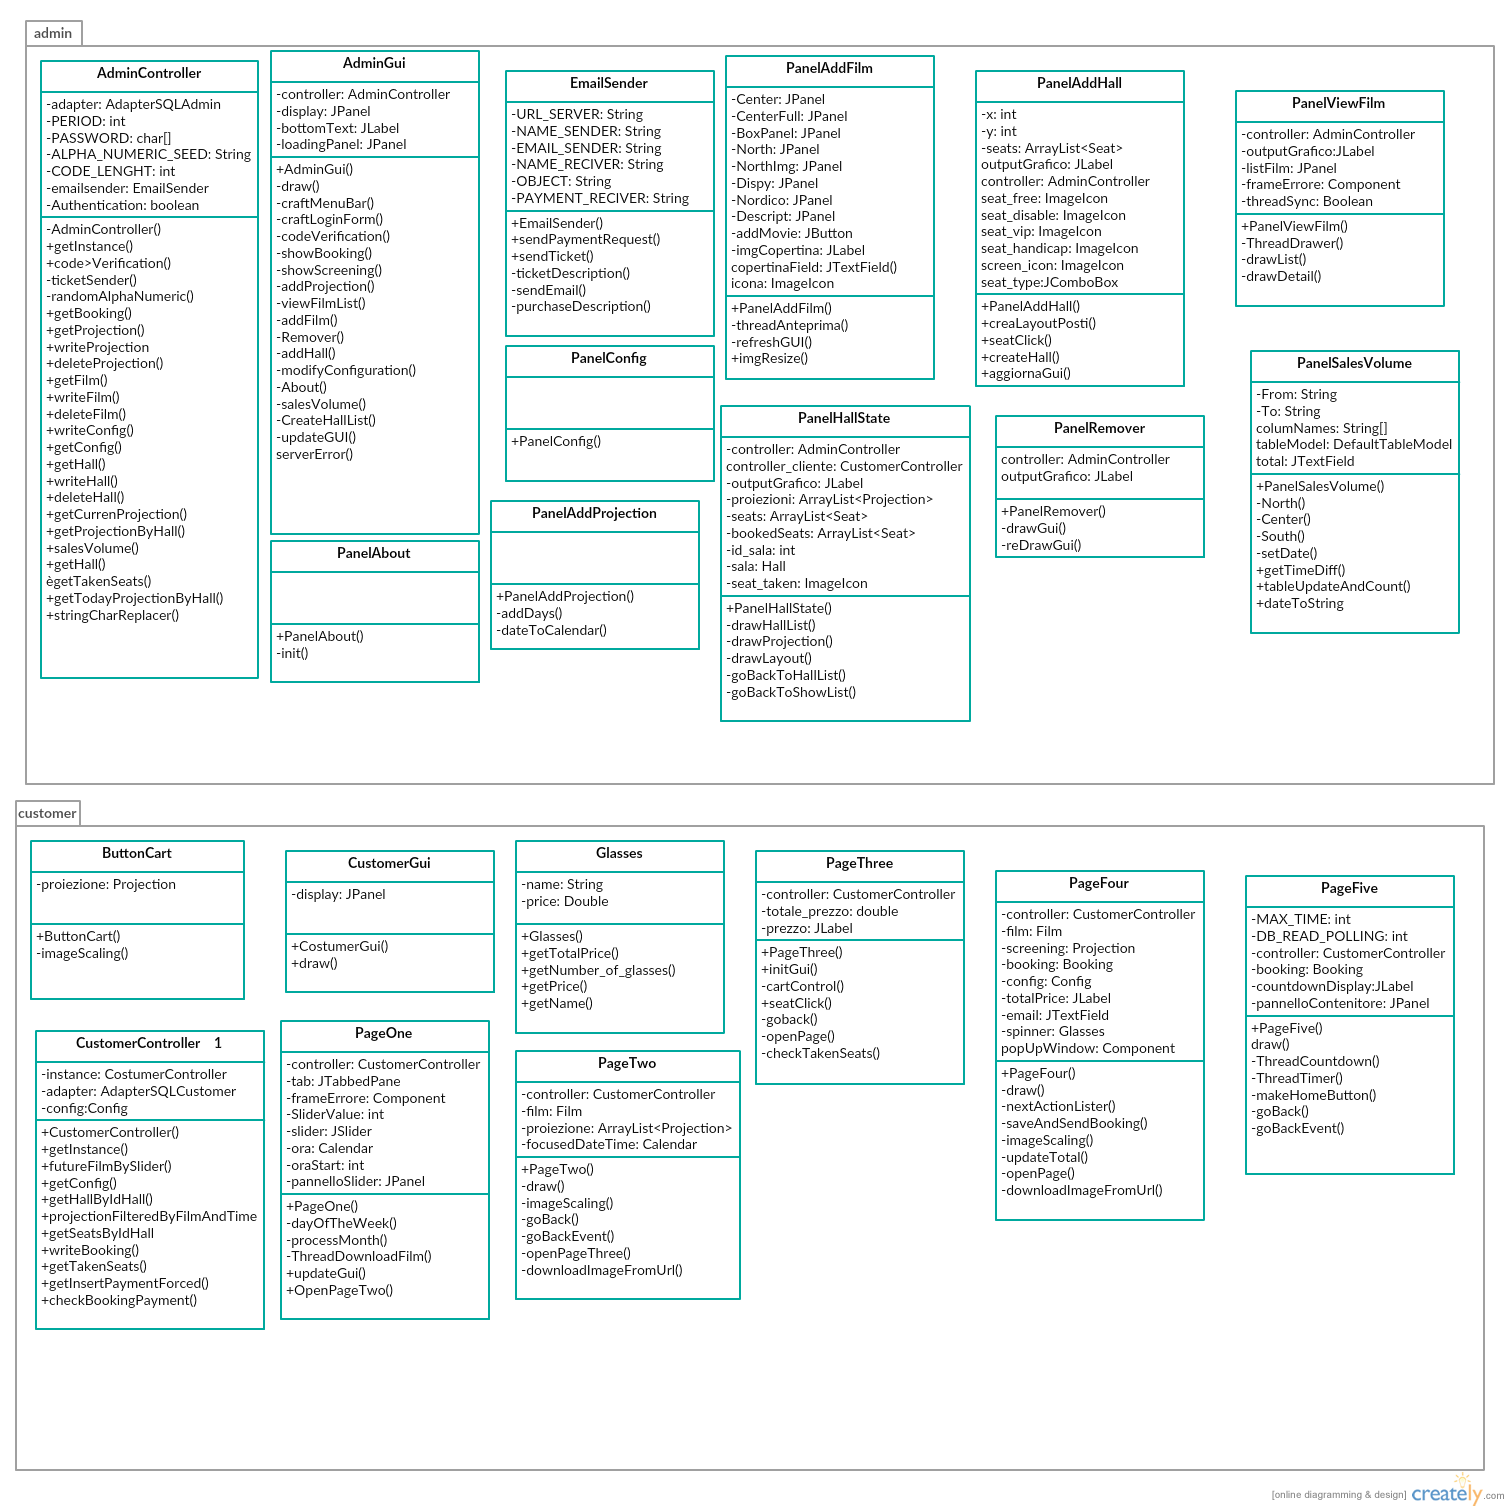 admin
AdminController
-adapter: AdapterSQLAdmin
-PERIOD: int
-PASSWORD: char[]
-ALPHA_NUMERIC_SEED: String
-CODE_LENGHT: int
-emailsender: EmailSender
-Authentication: boolean
-AdminController()
+getInstance()
+code>Verification()
-ticketSender()
-randomAlphaNumeric()
+getBooking()
+getProjection()
+writeProjection
+deleteProjection()
+getFilm()
+writeFilm()
+deleteFilm()
+writeConfig()
+getConfig()
+getHall()
+writeHall()
+deleteHall()
+getCurrenProjection()
+getProjectionByHall()
+salesVolume()
+getHall()
ègetTakenSeats()
+getTodayProjectionByHall()
+stringCharReplacer()
AdminGui
-controller: AdminController
-display: JPanel
-bottomText: JLabel
-loadingPanel: JPanel
+AdminGui()
-draw()
-craftMenuBar()
-craftLoginForm()
-codeVerification()
-showBooking()
-showScreening()
-addProjection()
-viewFilmList()
-addFilm()
-Remover()
-addHall()
-modifyConfiguration()
-About()
-salesVolume()
-CreateHallList()
-updateGUI()
serverError()
PanelAbout
+PanelAbout()
-init()
EmailSender
-URL_SERVER: String
-NAME_SENDER: String
-EMAIL_SENDER: String
-NAME_RECIVER: String
-OBJECT: String
-PAYMENT_RECIVER: String
+EmailSender()
+sendPaymentRequest()
+sendTicket()
-ticketDescription()
-sendEmail()
-purchaseDescription()
PanelConfig
+PanelConfig()
PanelAddProjection
+PanelAddProjection()
-addDays()
-dateToCalendar()
PanelAddFilm
-Center: JPanel
-CenterFull: JPanel
-BoxPanel: JPanel
-North: JPanel
-NorthImg: JPanel
-Dispy: JPanel
-Nordico: JPanel
-Descript: JPanel
-addMovie: JButton
-imgCopertina: JLabel
copertinaField: JTextField()
icona: ImageIcon
+PanelAddFilm()
-threadAnteprima()
-refreshGUI()
+imgResize()
PanelHallState
-controller: AdminController
controller_cliente: CustomerController
-outputGrafico: JLabel
-proiezioni: ArrayList<Projection>
-seats: ArrayList<Seat>
-bookedSeats: ArrayList<Seat>
-id_sala: int
-sala: Hall
-seat_taken: ImageIcon
+PanelHallState()
-drawHallList()
-drawProjection()
-drawLayout()
-goBackToHallList()
-goBackToShowList()
PanelAddHall
-x: int
-y: int
-seats: ArrayList<Seat>
outputGrafico: JLabel
controller: AdminController
seat_free: ImageIcon
seat_disable: ImageIcon
seat_vip: ImageIcon
seat_handicap: ImageIcon
screen_icon: ImageIcon
seat_type:JComboBox
+PanelAddHall()
+creaLayoutPosti()
+seatClick()
+createHall()
+aggiornaGui()
PanelRemover
controller: AdminController
outputGrafico: JLabel
+PanelRemover()
-drawGui()
-reDrawGui()
PanelViewFilm
-controller: AdminController
-outputGrafico:JLabel
-listFilm: JPanel
-frameErrore: Component
-threadSync: Boolean
+PanelViewFilm()
-ThreadDrawer()
-drawList()
-drawDetail()
PanelSalesVolume
-From: String
-To: String
columNames: String[]
tableModel: DefaultTableModel
total: JTextField
+PanelSalesVolume()
-North()
-Center()
-South()
-setDate()
+getTimeDiff()
+tableUpdateAndCount()
+dateToString
customer
ButtonCart
-proiezione: Projection
+ButtonCart()
-imageScaling()
CustomerController 1
-instance: CostumerController
-adapter: AdapterSQLCustomer
-config:Config
+CustomerController()
+getInstance()
+futureFilmBySlider()
+getConfig()
+getHallByIdHall()
+projectionFilteredByFilmAndTime
+getSeatsByIdHall
+writeBooking()
+getTakenSeats()
+getInsertPaymentForced()
+checkBookingPayment()
CustomerGui
-display: JPanel
+CostumerGui()
+draw()
PageOne
-controller: CustomerController
-tab: JTabbedPane
-frameErrore: Component
-SliderValue: int
-slider: JSlider
-ora: Calendar
-oraStart: int
-pannelloSlider: JPanel
+PageOne()
-dayOfTheWeek()
-processMonth()
-ThreadDownloadFilm()
+updateGui()
+OpenPageTwo()
Glasses
-name: String
-price: Double
+Glasses()
+getTotalPrice()
+getNumber_of_glasses()
+getPrice()
+getName()
PageTwo
-controller: CustomerController
-film: Film
-proiezione: ArrayList<Projection>
-focusedDateTime: Calendar
+PageTwo()
-draw()
-imageScaling()
-goBack()
-goBackEvent()
-openPageThree()
-downloadImageFromUrl()
PageThree
-controller: CustomerController
-totale_prezzo: double
-prezzo: JLabel
+PageThree()
+initGui()
-cartControl()
+seatClick()
-goback()
-openPage()
-checkTakenSeats()
PageFour
-controller: CustomerController
-film: Film
-screening: Projection
-booking: Booking
-config: Config
-totalPrice: JLabel
-email: JTextField
-spinner: Glasses
popUpWindow: Component
+PageFour()
-draw()
-nextActionLister()
-saveAndSendBooking()
-imageScaling()
-updateTotal()
-openPage()
-downloadImageFromUrl()
PageFive
-MAX_TIME: int
-DB_READ_POLLING: int
-controller: CustomerController
-booking: Booking
-countdownDisplay:JLabel
-pannelloContenitore: JPanel
+PageFive()
draw()
-ThreadCountdown()
-ThreadTimer()
-makeHomeButton()
-goBack()
-goBackEvent()
[online diagramming & design] creately.com